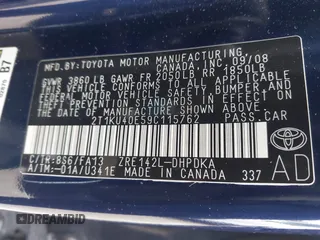 B7
MFD.BY:TOYOTA MOTOR MANUFACTURING
CANADA, INC. 09/08
GVWR 3860 LB GAWR FR 2050LB RR 1850LB
THIS VEHICLE CONFORMS TO ALL APPLICABLE
FEDERAL MOTOR VEHICLE SAFETY, BUMPER, AND
THEFT PREVENTION STANDARDS IN EFFECT ON
THE DATE OF MANUFACTURE SHOWN ABOVE.
2T1KU40E59C115762 PASS.CAR
C/TR:8S6/FA13 ZRE142L-DHPDKA
A/TM:-01A/U341E MADE IN CANADA 337
TOYOTA
AD
DREAMBID